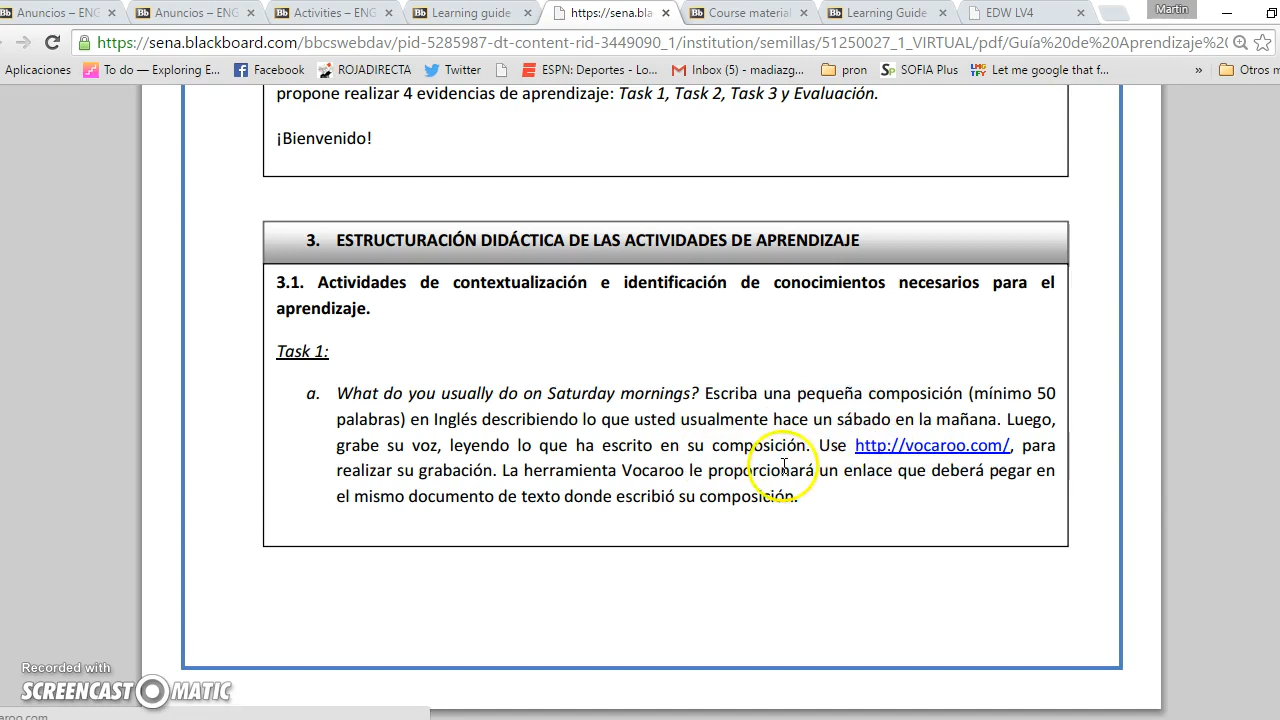 Martin
Anuncios – ENG
Anuncios – ENG
Activities – ENG
Learning guide
https://sena.bla
Course material
Learning Guide
EDW LV4
https://sena.blackboard.com/bbcswebdav/pid-5285987-dt-content-rid-3449090_1/institution/semillas/51250027_1_VIRTUAL/pdf/Guía%20de%20Aprendizaje%20
Aplicaciones
To do — Exploring E...
Facebook
ROJADIRECTA
Twitter
ESPN: Deportes - Lo...
Inbox (5) - madiazg...
pron
SOFIA Plus
Let me google that f...
»
Otros m
propone realizar 4 evidencias de aprendizaje: Task 1, Task 2, Task 3 y Evaluación.
¡Bienvenido!
3. ESTRUCTURACIÓN DIDÁCTICA DE LAS ACTIVIDADES DE APRENDIZAJE
3.1. Actividades de contextualización e identificación de conocimientos necesarios para el
aprendizaje.
Task 1:
a. What do you usually do on Saturday mornings? Escriba una pequeña composición (mínimo 50
palabras) en Inglés describiendo lo que usted usualmente hace un sábado en la mañana. Luego,
grabe su voz, leyendo lo que ha escrito en su composición. Use http://vocaroo.com/, para
realizar su grabación. La herramienta Vocaroo le proporcionará un enlace que deberá pegar en
el mismo documento de texto donde escribió su composición.
Recorded with
SCREENCAST MATIC
aroo.com